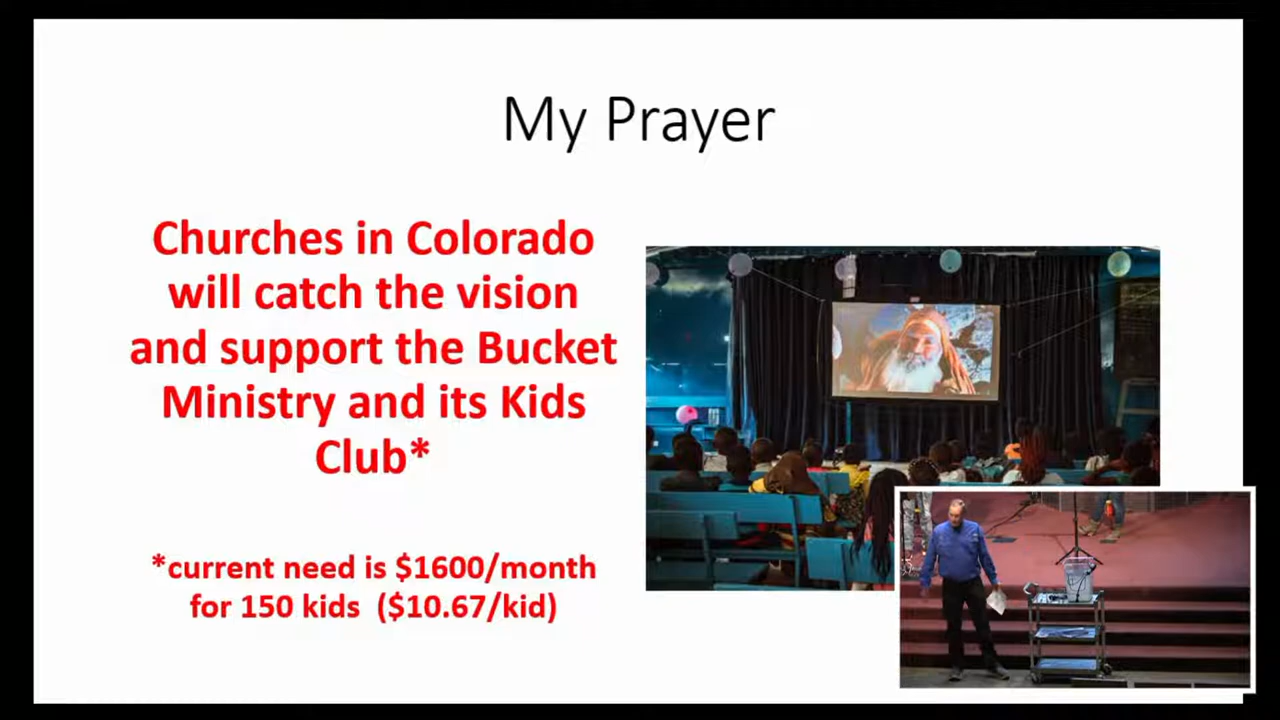 My Prayer
Churches in Colorado
will catch the vision
and support the Bucket
Ministry and its Kids
Club*
*current need is $1600/month
for 150 kids ($10.67/kid)